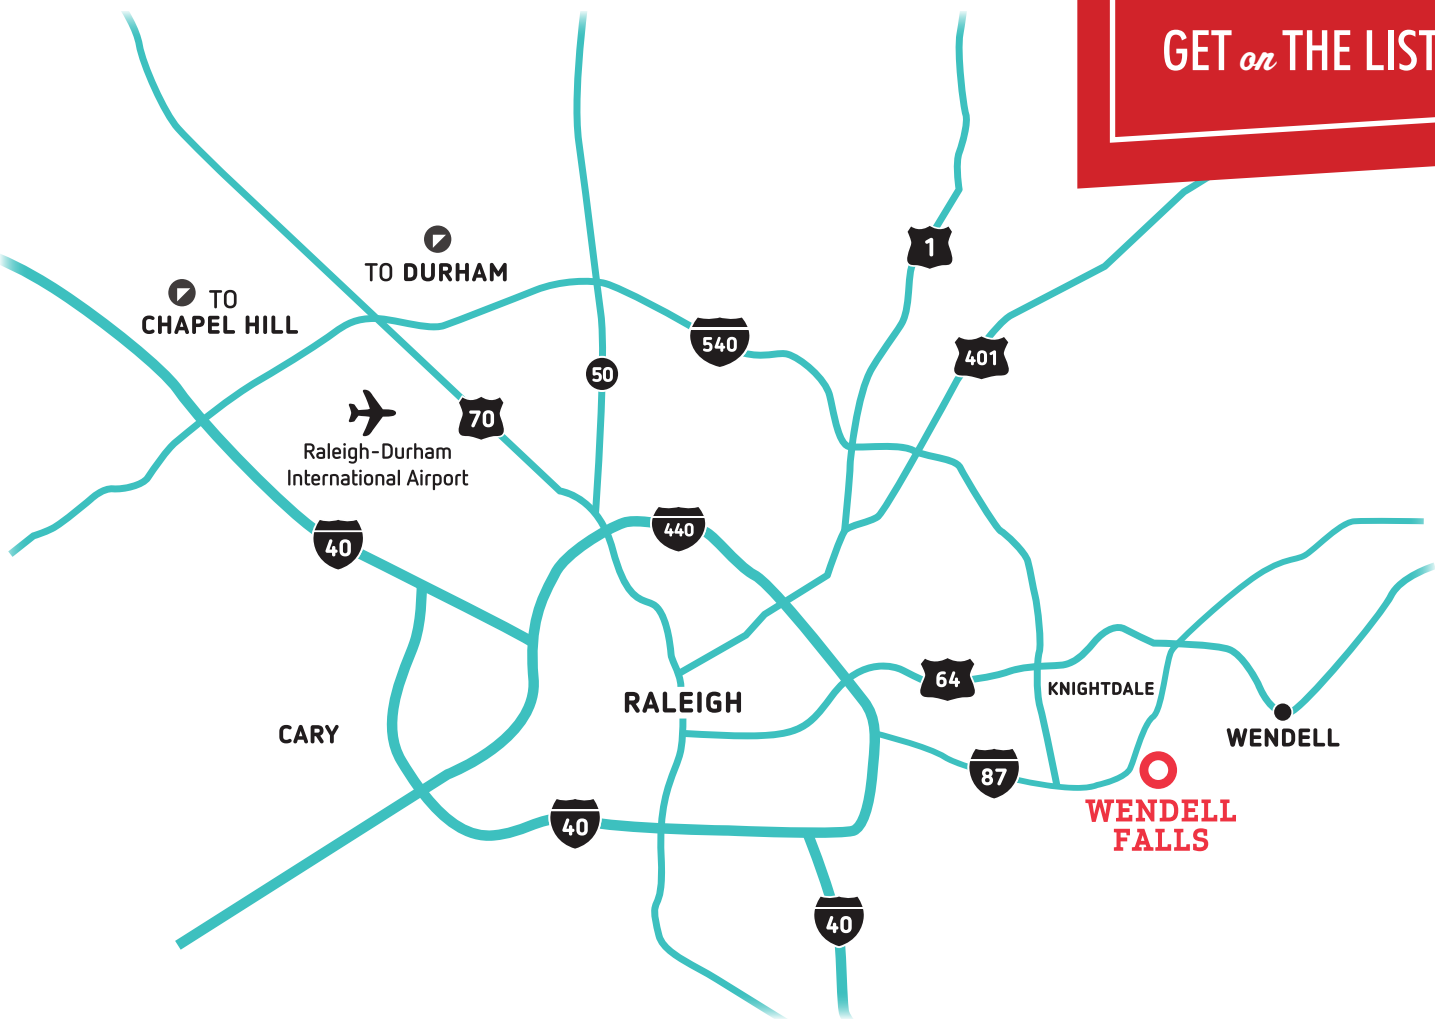 GET on THE LIST
1
TO DURHAM
TO
CHAPEL HILL
540
401
50
70
Raleigh-Durham
International Airport
440
40
64
KNIGHTDALE
RALEIGH
CARY
WENDELL
87
WENDELL
FALLS
40
40